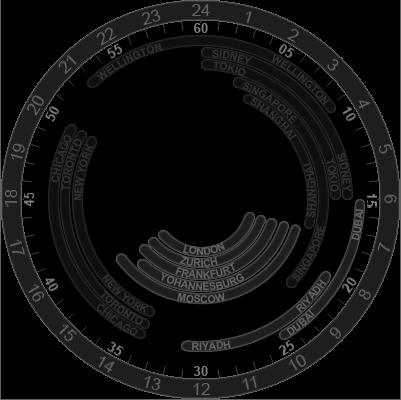 24
1
2
3
4
5
6
7
8
9
10
11
12
13
14
15
16
17
18
19
20
21
22
23
60
05
10
15
20
25
30
35
40
45
50
55
WELLINGTON
WELLINGTON
SIDNEY
SIDNEY
TOKIO
TOKIO
SINGAPORE
SINGAPORE
SHANGHAI
SHANGHAI
DUBAI
DUBAI
RIYADH
RIYADH
CHICAGO
CHICAGO
TORONTO
TORONTO
NEW YORK
NEW YORK
LONDON
ZURICH
FRANKFURT
YOHANNESBURG
MOSCOW